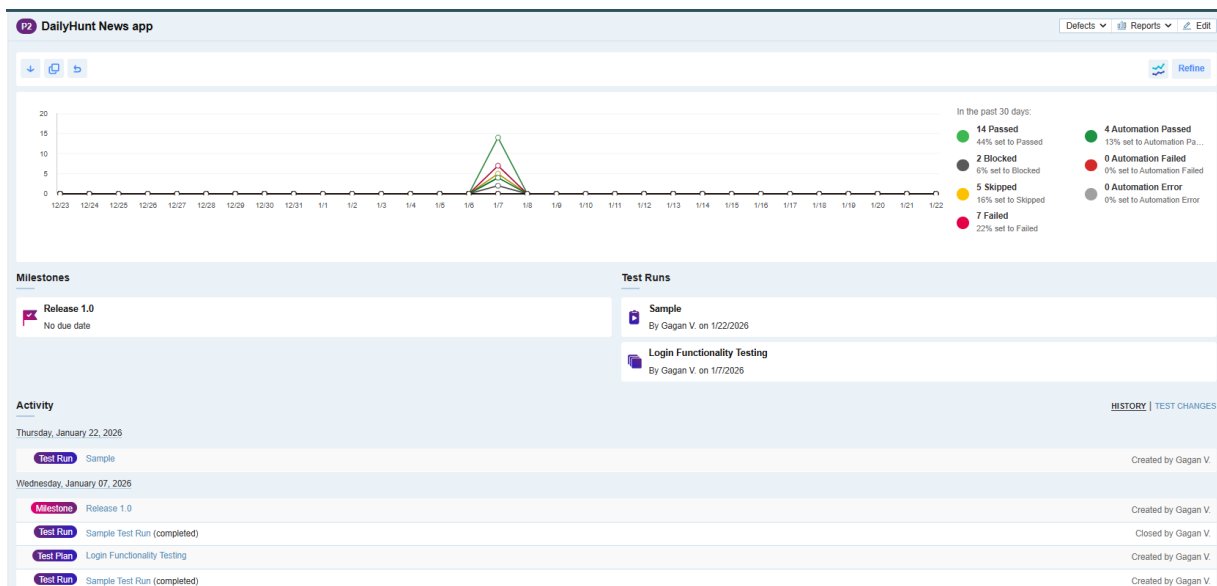 P2 DailyHunt News app
Defects Reports Edit
Refine
20
15
10
5
0
12/23 12/24 12/25 12/26 12/27 12/28 12/29 12/30 12/31 1/1 1/2 1/3 1/4 1/5 1/6 1/7 1/8 1/9 1/10 1/11 1/12 1/13 1/14 1/15 1/16 1/17 1/18 1/19 1/20 1/21 1/22
In the past 30 days:
14 Passed
44% set to Passed
2 Blocked
6% set to Blocked
5 Skipped
16% set to Skipped
7 Failed
22% set to Failed
4 Automation Passed
13% set to Automation Pa...
0 Automation Failed
0% set to Automation Failed
0 Automation Error
0% set to Automation Error
Milestones
Release 1.0
No due date
Test Runs
Sample
By Gagan V. on 1/22/2026
Login Functionality Testing
By Gagan V. on 1/7/2026
Activity
HISTORY | TEST CHANGES
Thursday, January 22, 2026
Test Run Sample Created by Gagan V.
Wednesday, January 07, 2026
Milestone Release 1.0 Created by Gagan V.
Test Run Sample Test Run (completed) Closed by Gagan V.
Test Plan Login Functionality Testing Created by Gagan V.
Test Run Sample Test Run (completed) Created by Gagan V.